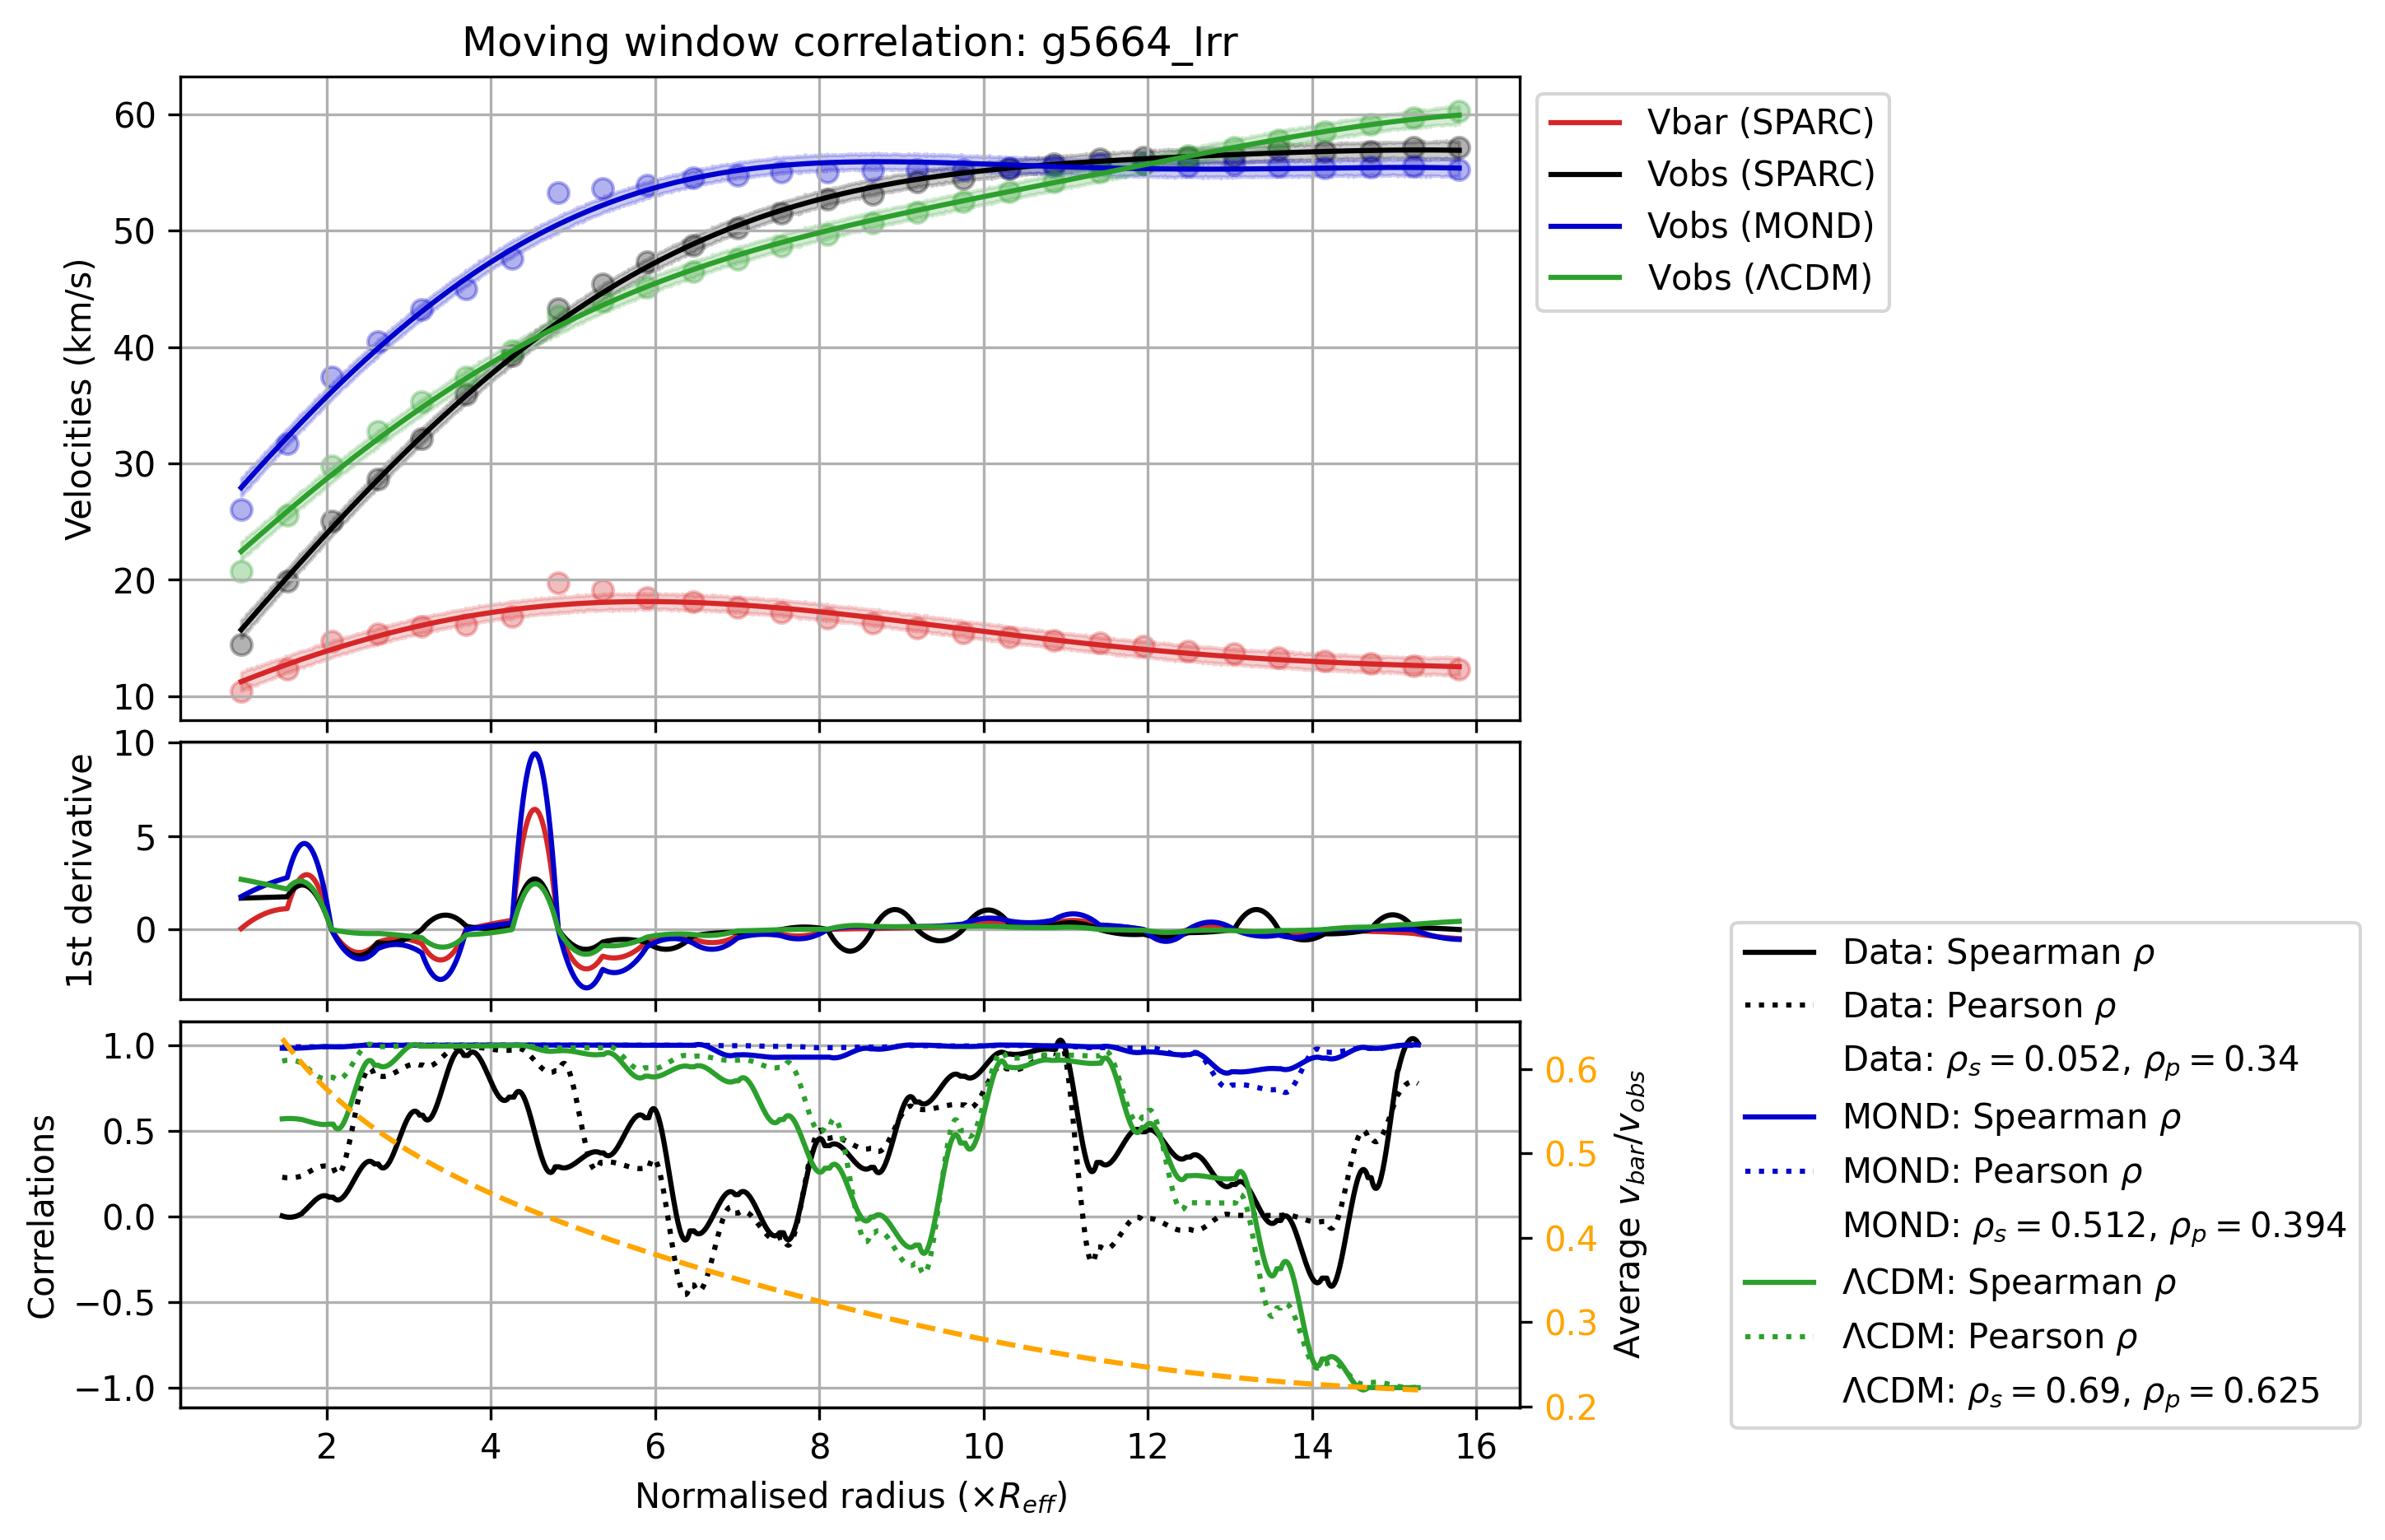 Moving window correlation: g5664_Irr
60
50
40
30
20
10
Velocities (km/s)
Vbar (SPARC)
Vobs (SPARC)
Vobs (MOND)
Vobs (ΛCDM)
10
5
0
1st derivative
1.0
0.5
0.0
−0.5
−1.0
Correlations
0.6
0.5
0.4
0.3
0.2
Average v_bar/v_obs
2 4 6 8 10 12 14 16
Normalised radius (×R_eff)
Data: Spearman ρ
Data: Pearson ρ
Data: ρ_s = 0.052, ρ_p = 0.34
MOND: Spearman ρ
MOND: Pearson ρ
MOND: ρ_s = 0.512, ρ_p = 0.394
ΛCDM: Spearman ρ
ΛCDM: Pearson ρ
ΛCDM: ρ_s = 0.69, ρ_p = 0.625